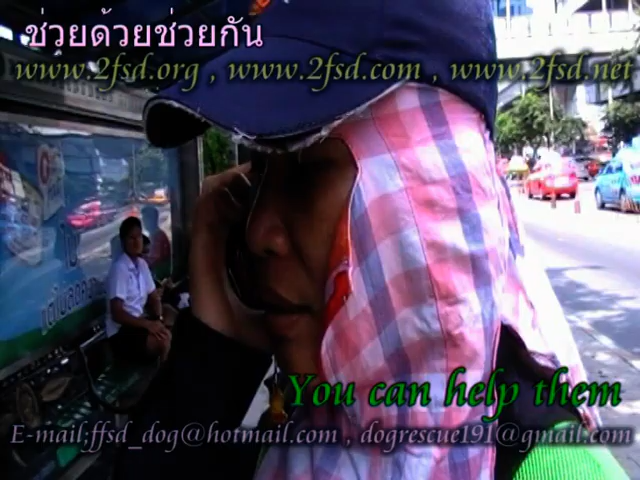 ช่วยด้วยช่วยกัน
www.2fsd.org , www.2fsd.com , www.2fsd.net
You can help them
E-mail;ffsd_dog@hotmail.com , dogrescue191@gmail.com